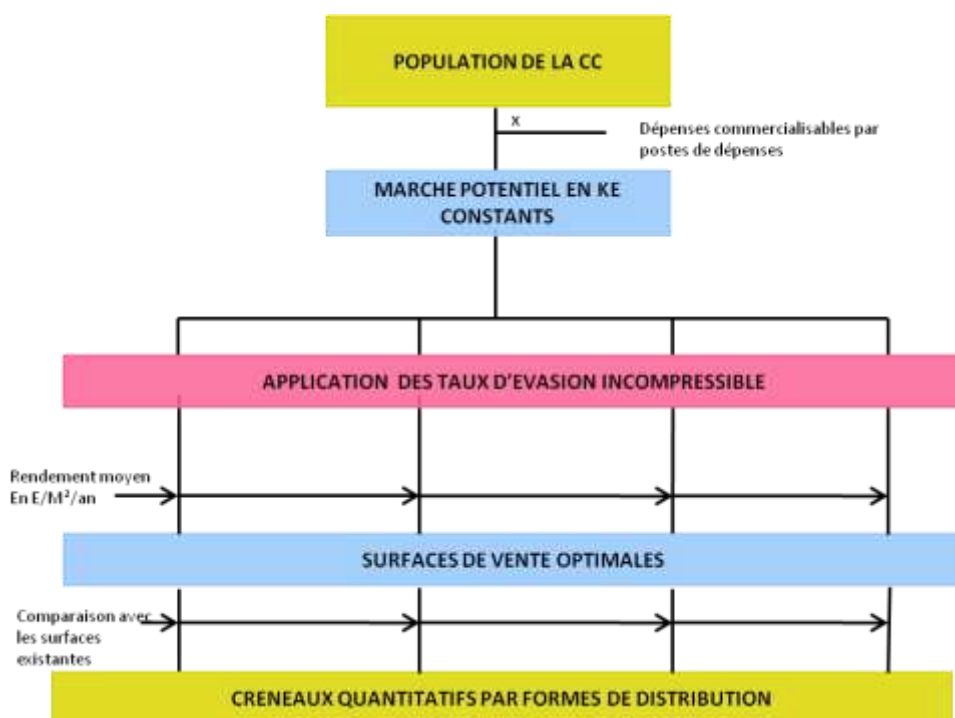 POPULATION DE LA CC
x
Dépenses commercialisables par
postes de dépenses
MARCHE POTENTIEL EN KE
CONSTANTS
APPLICATION DES TAUX D'EVASION INCOMPRESSIBLE
Rendement moyen
En E/M²/an
SURFACES DE VENTE OPTIMALES
Comparaison avec
les surfaces
existantes
CRENEAUX QUANTITATIFS PAR FORMES DE DISTRIBUTION